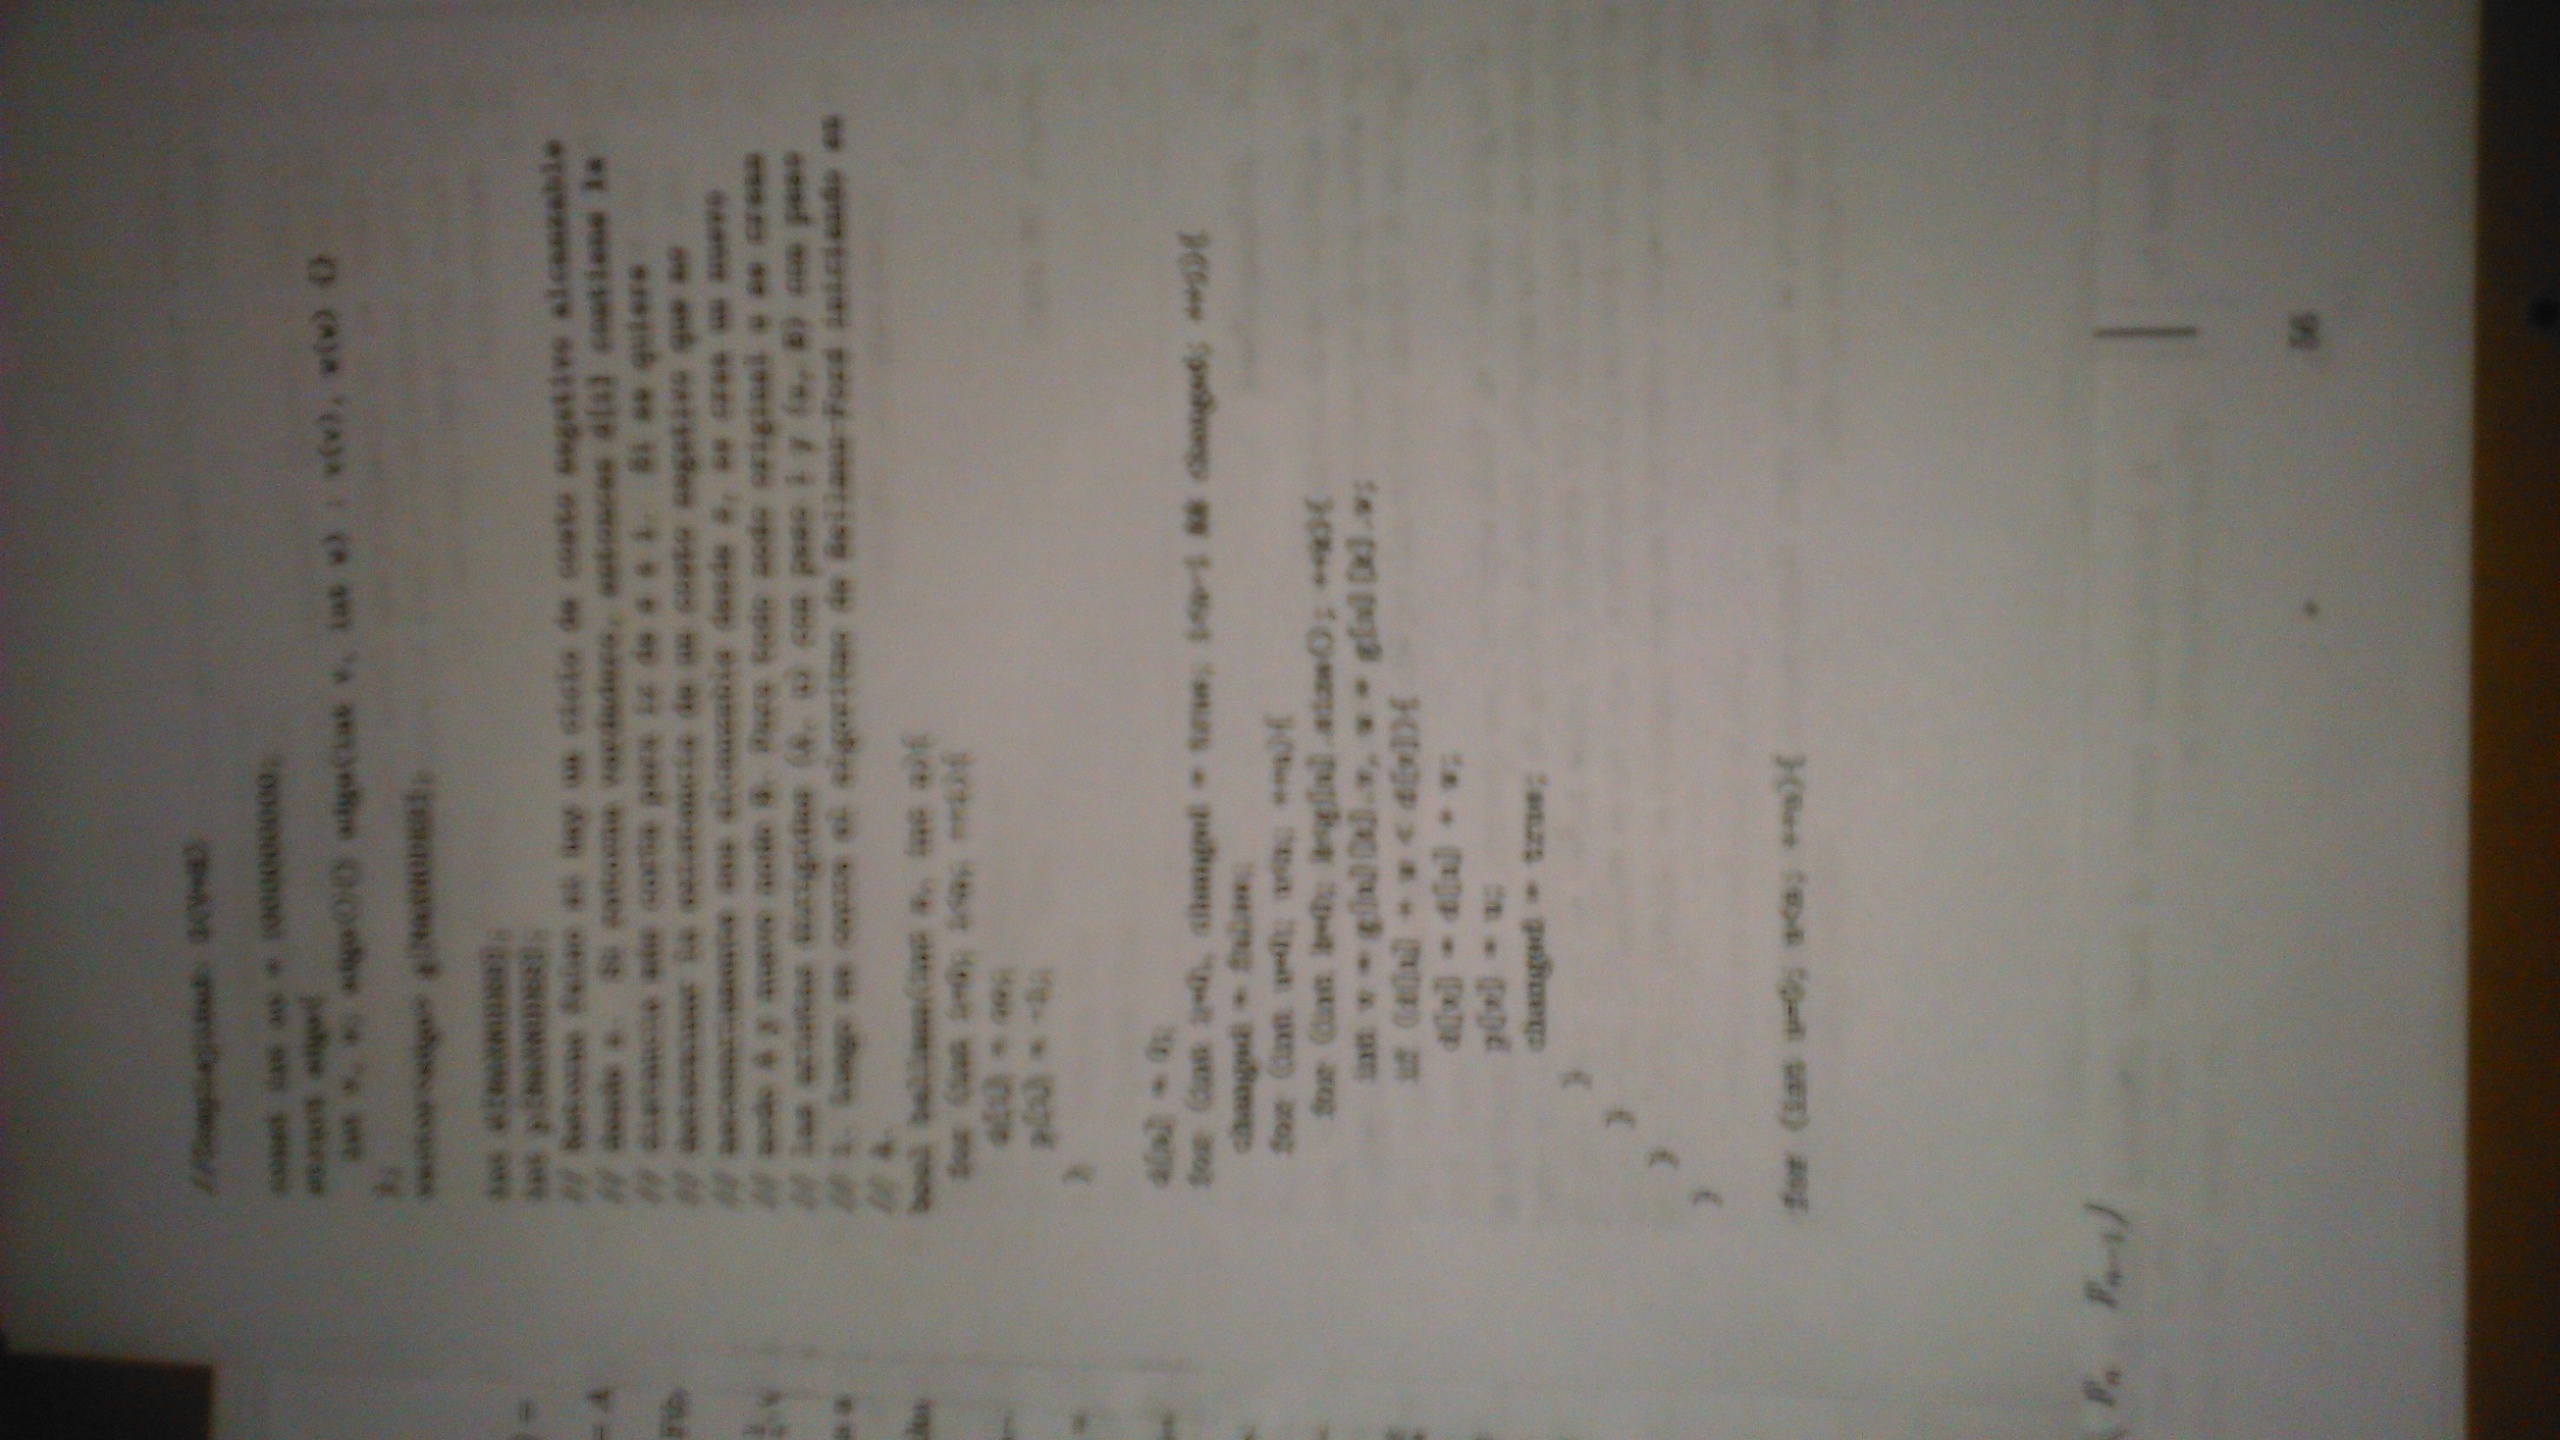 //Complejidad: O(V*E)
const int oo = 1000000000;
struct edge{
int v, w; edge(){} edge(int v, int w) : v(v), w(w) {}
};
vector<edge> g[MAXNODES];
int d[MAXNODES];
int p[MAXNODES];
// Retorna falso si hay un ciclo de costo negativo alcanzable
// desde s. Si retorna verdadero, entonces d[i] contiene la
// distancia más corta para ir de s a i. Si se quiere
// determinar la existencia de un costo negativo que no
// necesariamente sea alcanzable desde s, se crea un nuevo
// nodo A y nuevo nodo B. Para todo nodo original u se crean
// las aristas dirigidas (A, u) con peso 1 y (u, B) con peso
// 1. Luego se corre el algoritmo de Bellman-Ford iniciando en
// A.
bool bellman(int s, int n){
for (int i=0; i<n; ++i){
d[i] = oo;
p[i] = -1;
}
d[s] = 0;
for (int i=0, changed = true; i<n-1 && changed; ++i){
changed = false;
for (int u=0; u<n; ++u){
for (int k=0; k<g[u].size(); ++k){
int v = g[u][k].v, w = g[u][k].w;
if (d[u] + w < d[v]){
d[v] = d[u] + w;
p[v] = u;
changed = true;
}
}
}
}
for (int u=0; u<n; ++u){
F n F n-1 )
56